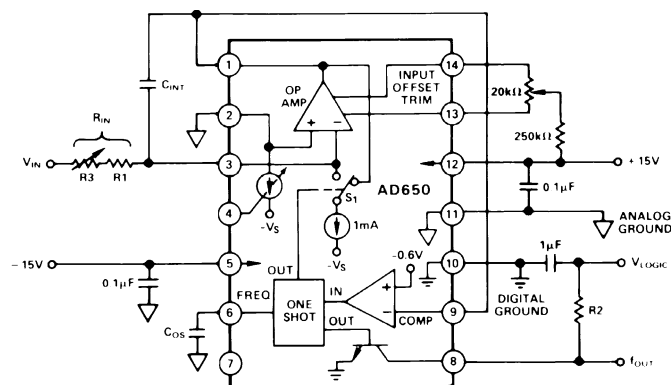 1
14
OP
AMP
INPUT
OFFSET
TRIM
20kΩ
CINT
2
+
−
13
RIN
250kΩ
VIN
R3
R1
3
12
+ 15V
AD650
S1
0 1μF
4
-VS
1mA
11
ANALOG
GROUND
-VS
-0.6V
1μF
- 15V
5
10
VLOGIC
OUT
+
0 1μF
DIGITAL
GROUND
FREQ
IN
R2
6
ONE
SHOT
−
9
COS
OUT
COMP
7
8
fOUT